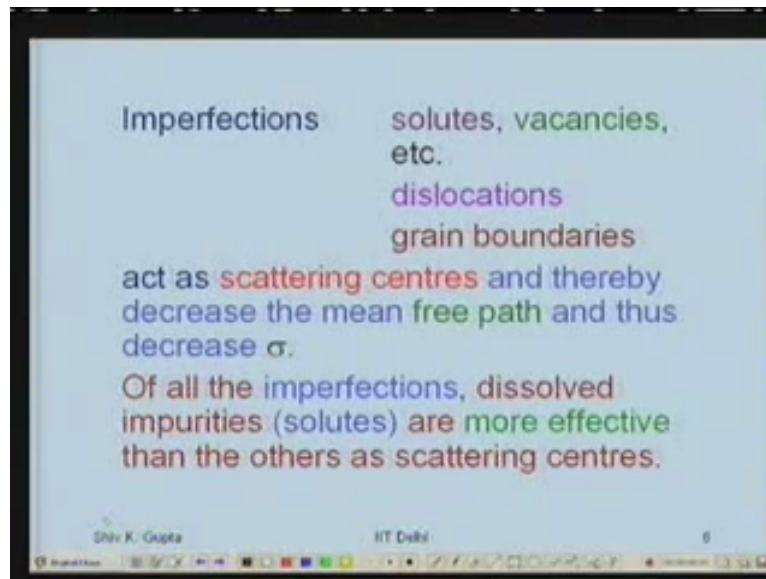 Imperfections solutes, vacancies,
etc.
dislocations
grain boundaries
act as scattering centres and thereby
decrease the mean free path and thus
decrease σ.
Of all the imperfections, dissolved
impurities (solutes) are more effective
than the others as scattering centres.
Shiv K. Gupta IIT Delhi 6